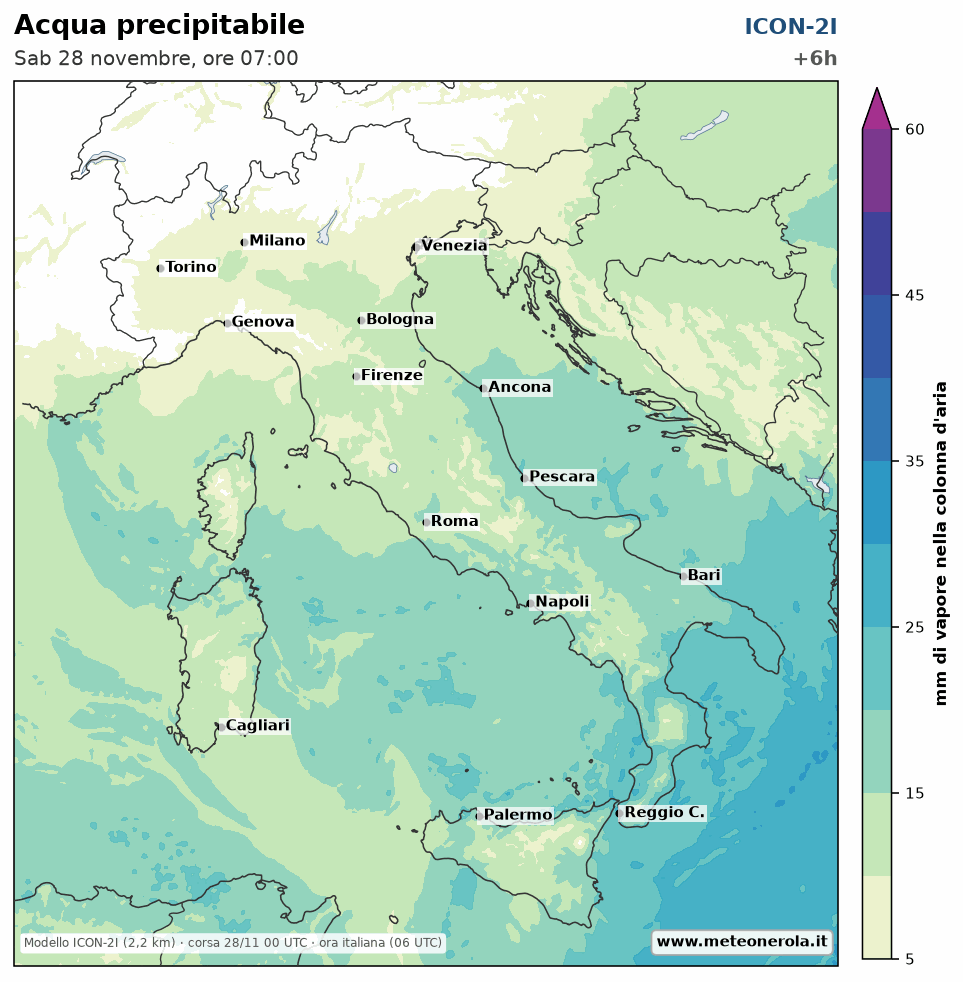 Acqua precipitabile
ICON-2I
Sab 28 novembre, ore 07:00
+6h
60
45
35
25
15
5
mm di vapore nella colonna d'aria
Milano
Venezia
Torino
Genova
Bologna
Firenze
Ancona
Pescara
Roma
Bari
Napoli
Cagliari
Palermo
Reggio C.
Modello ICON-2I (2,2 km) · corsa 28/11 00 UTC · ora italiana (06 UTC)
www.meteonerola.it